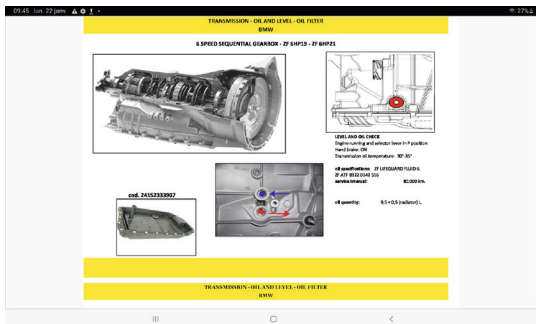 09:45 lun. 22 janv.
27%
TRANSMISSION - OIL AND LEVEL - OIL FILTER
BMW
6 SPEED SEQUENTIAL GEARBOX - ZF 6HP19 - ZF 6HP21
LEVEL AND OIL CHECK
Engine running and selector lever in P position
Hand brake: ON
Transmission oil temperature: 30°-35°
oil specifications: ZF LIFEGUARD FLUID 6
ZF ATF 8322 0142 516
service interval: 80.000 km.
cod. 24152333907
oil quantity: 9,5 + 0,5 (radiator) L.
TRANSMISSION - OIL AND LEVEL - OIL FILTER
BMW